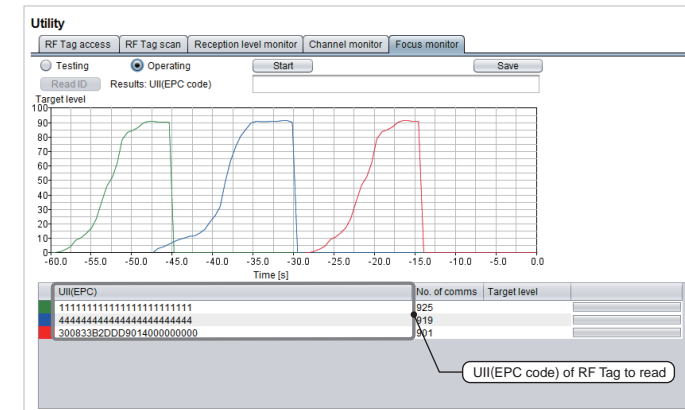 Utility
RF Tag access RF Tag scan Reception level monitor Channel monitor Focus monitor
Testing Operating Start Save
Read ID Results: UII(EPC code)
Target level
100
90
80
70
60
50
40
30
20
10
0
-60.0 -55.0 -50.0 -45.0 -40.0 -35.0 -30.0 -25.0 -20.0 -15.0 -10.0 -5.0 0.0
Time [s]
UII(EPC) No. of comms Target level
111111111111111111111111 925
444444444444444444444444 919
300833B2DDD9014000000000 901
UII(EPC code) of RF Tag to read